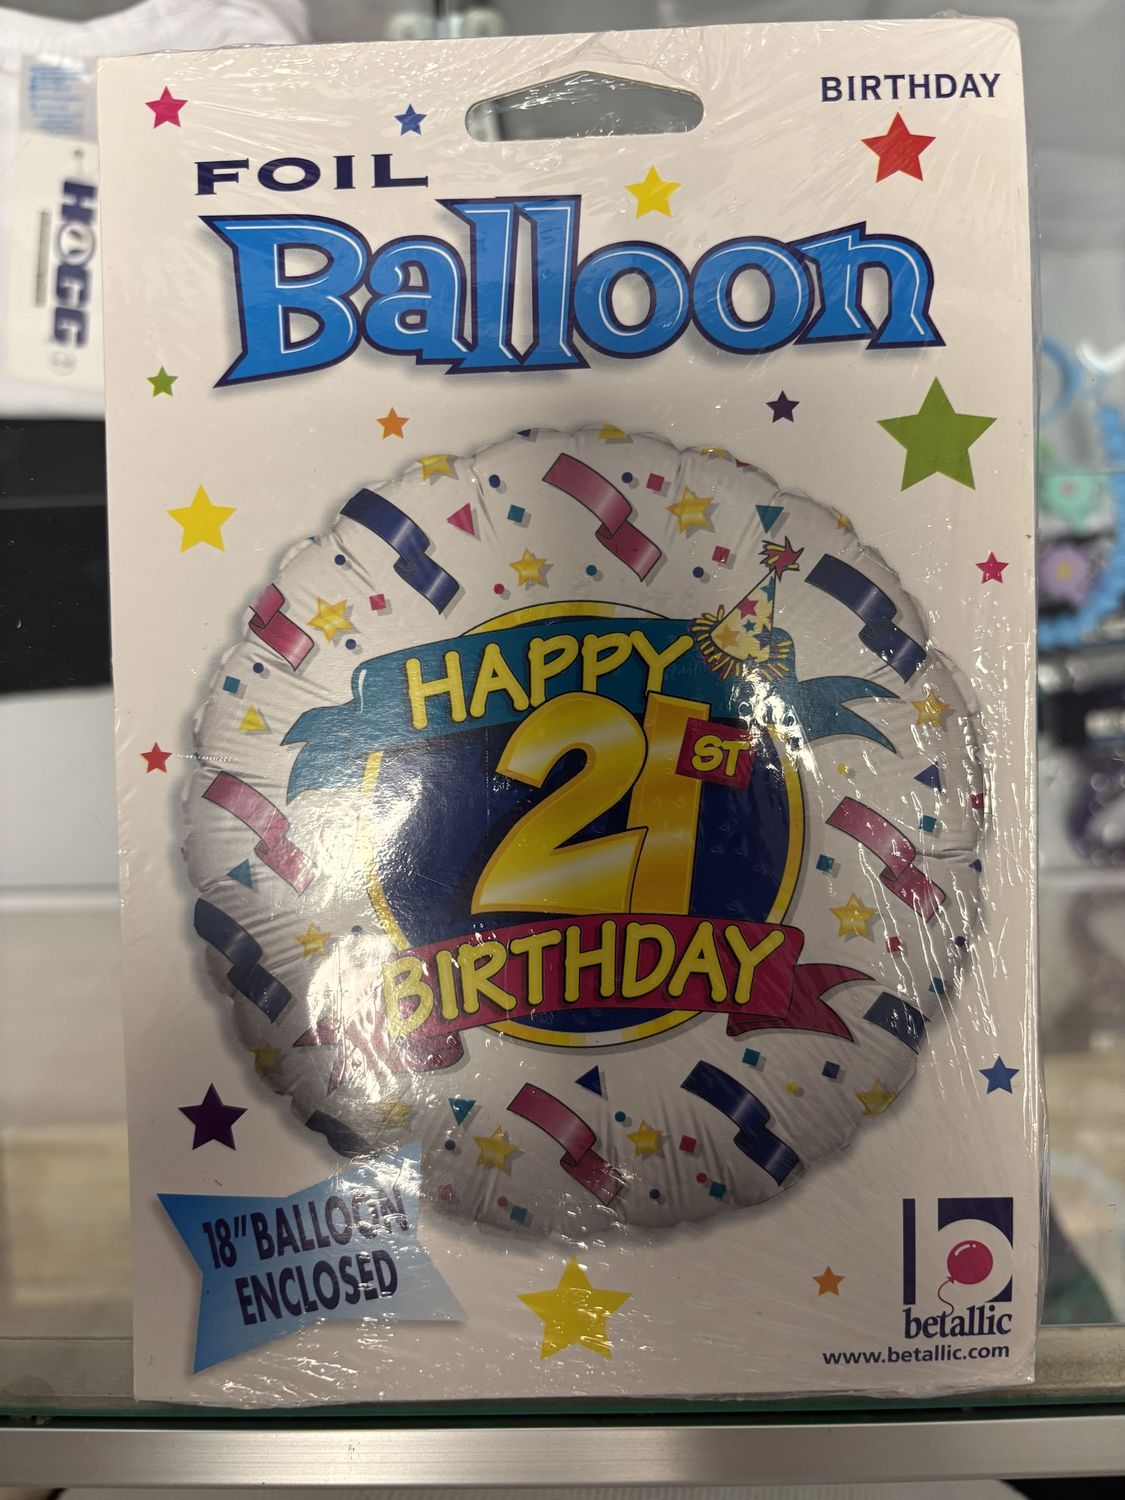 BIRTHDAY
FOIL
Balloon
HOGG
HAPPY
21ST
BIRTHDAY
18" BALLOON
ENCLOSED
b
betallic
www.betallic.com